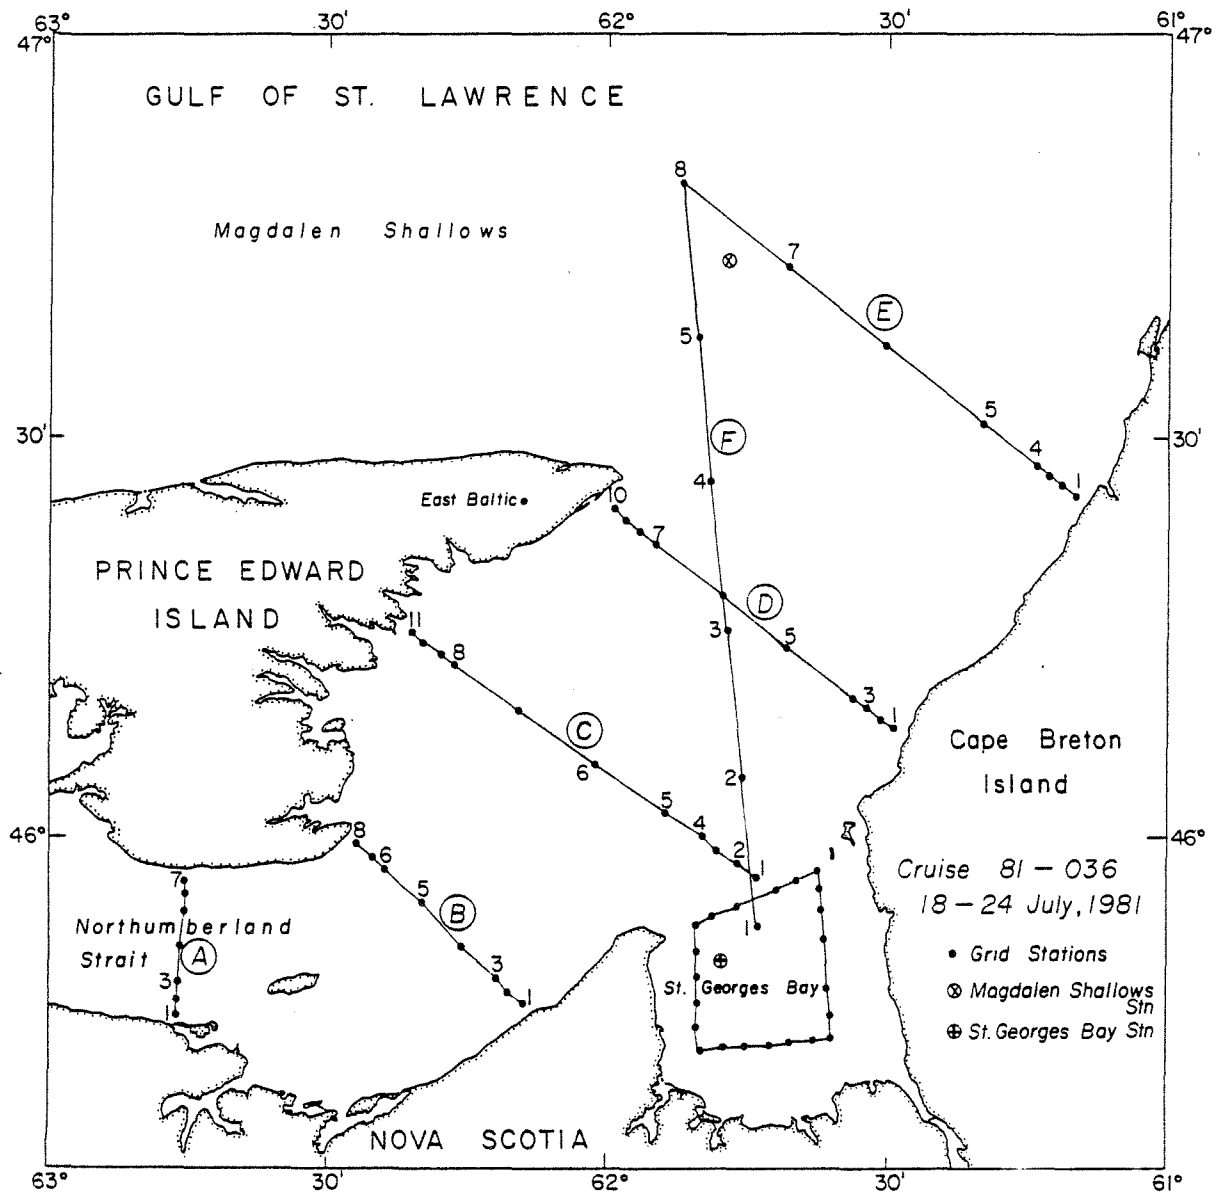 63° 30' 62° 30' 61°
47° 47°
GULF OF ST. LAWRENCE
8
Magdalen Shallows
7
E
5
5
30' F 30'
4
4 1
East Baltic
10
7
PRINCE EDWARD
ISLAND
D
11
3
5
8
3
1
C
Cape Breton
Island
6
2
5
4
46° 46°
8
2
1
1
6
Cruise 81-036
18-24 July, 1981
7
5
B
Northumberland
Strait
A
1
Grid Stations
3
3
St. Georges Bay
Magdalen Shallows
Stn
1
1
St. Georges Bay Stn
NOVA SCOTIA
63° 30' 62° 30' 61°